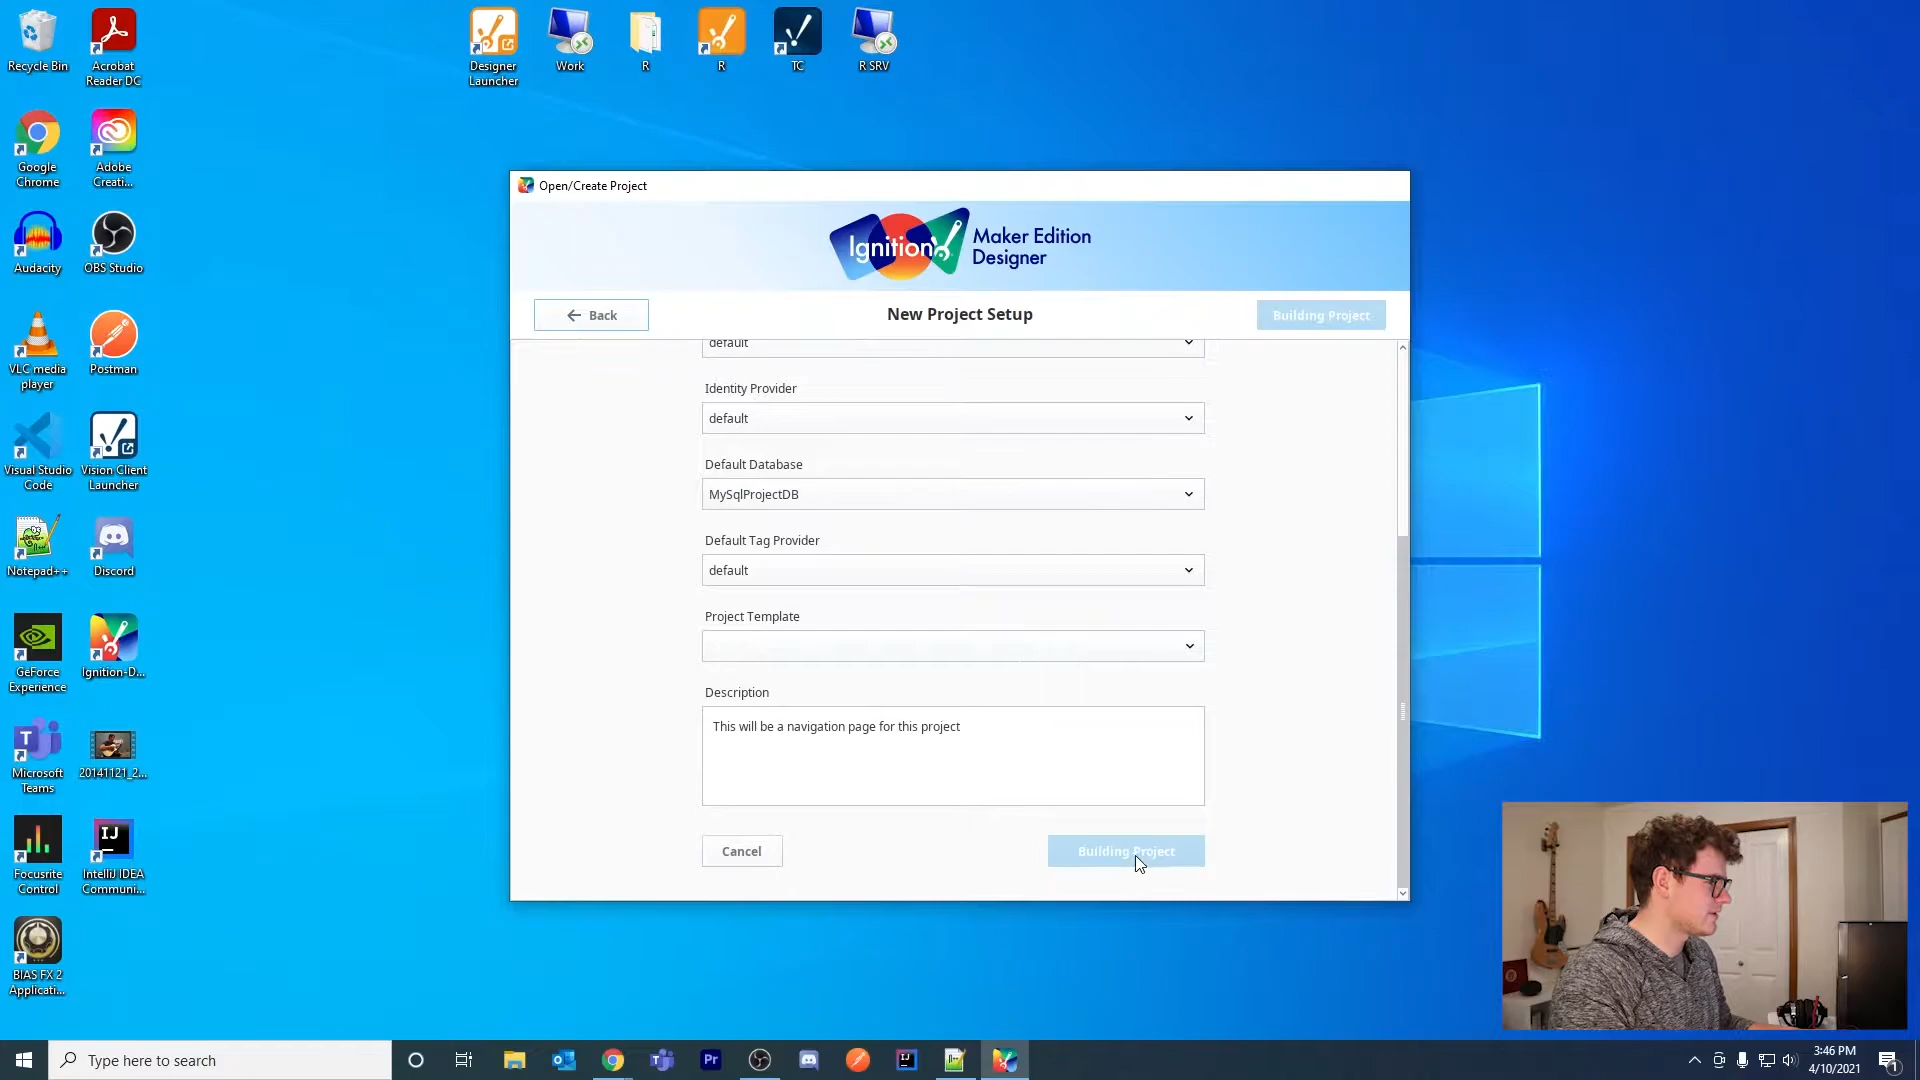 Recycle Bin
Acrobat
Reader DC
Designer
Launcher
Work
R
R
TC
R SRV
Google
Chrome
Adobe
Creati...
Audacity
OBS Studio
VLC media
player
Postman
Visual Studio
Code
Vision Client
Launcher
Notepad++
Discord
GeForce
Experience
Ignition-D...
Microsoft
Teams
20141121_2...
Focusrite
Control
IntelliJ IDEA
Communi...
BIAS FX 2
Applicati...
Open/Create Project
Ignition!
Maker Edition
Designer
Back
New Project Setup
Building Project
default
Identity Provider
default
Default Database
MySqlProjectDB
Default Tag Provider
default
Project Template
Description
This will be a navigation page for this project
Cancel
Building Project
Type here to search
3:46 PM
4/10/2021